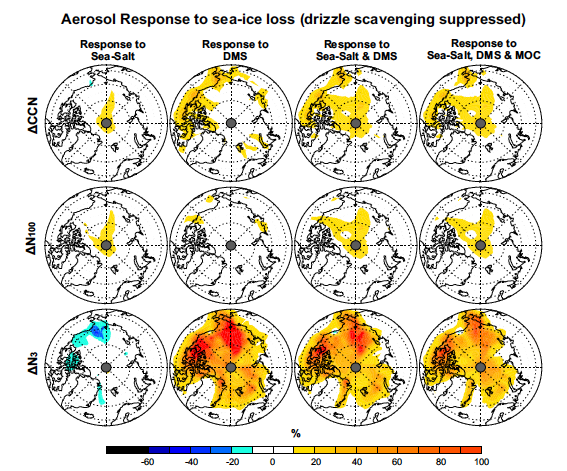 Aerosol Response to sea-ice loss (drizzle scavenging suppressed)
Response to
Sea-Salt
Response to
DMS
Response to
Sea-Salt & DMS
Response to
Sea-Salt, DMS & MOC
ΔCCN
ΔN100
ΔN3
%
-60 -40 -20 0 20 40 60 80 100